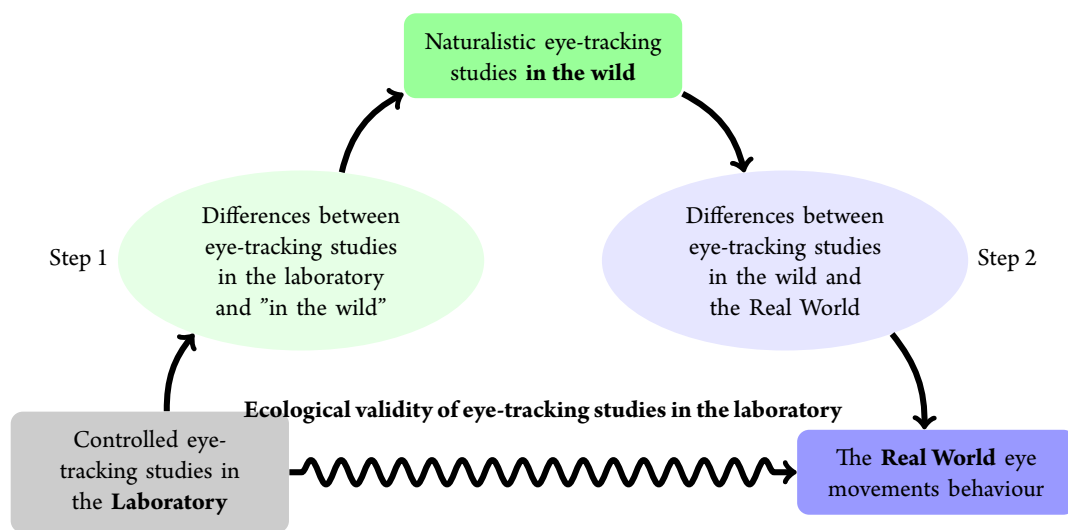 Naturalistic eye-tracking
studies in the wild
Step 1
Differences between
eye-tracking studies
in the laboratory
and ”in the wild”
Differences between
eye-tracking studies
in the wild and
the Real World
Step 2
Ecological validity of eye-tracking studies in the laboratory
Controlled eye-
tracking studies in
the Laboratory
The Real World eye
movements behaviour